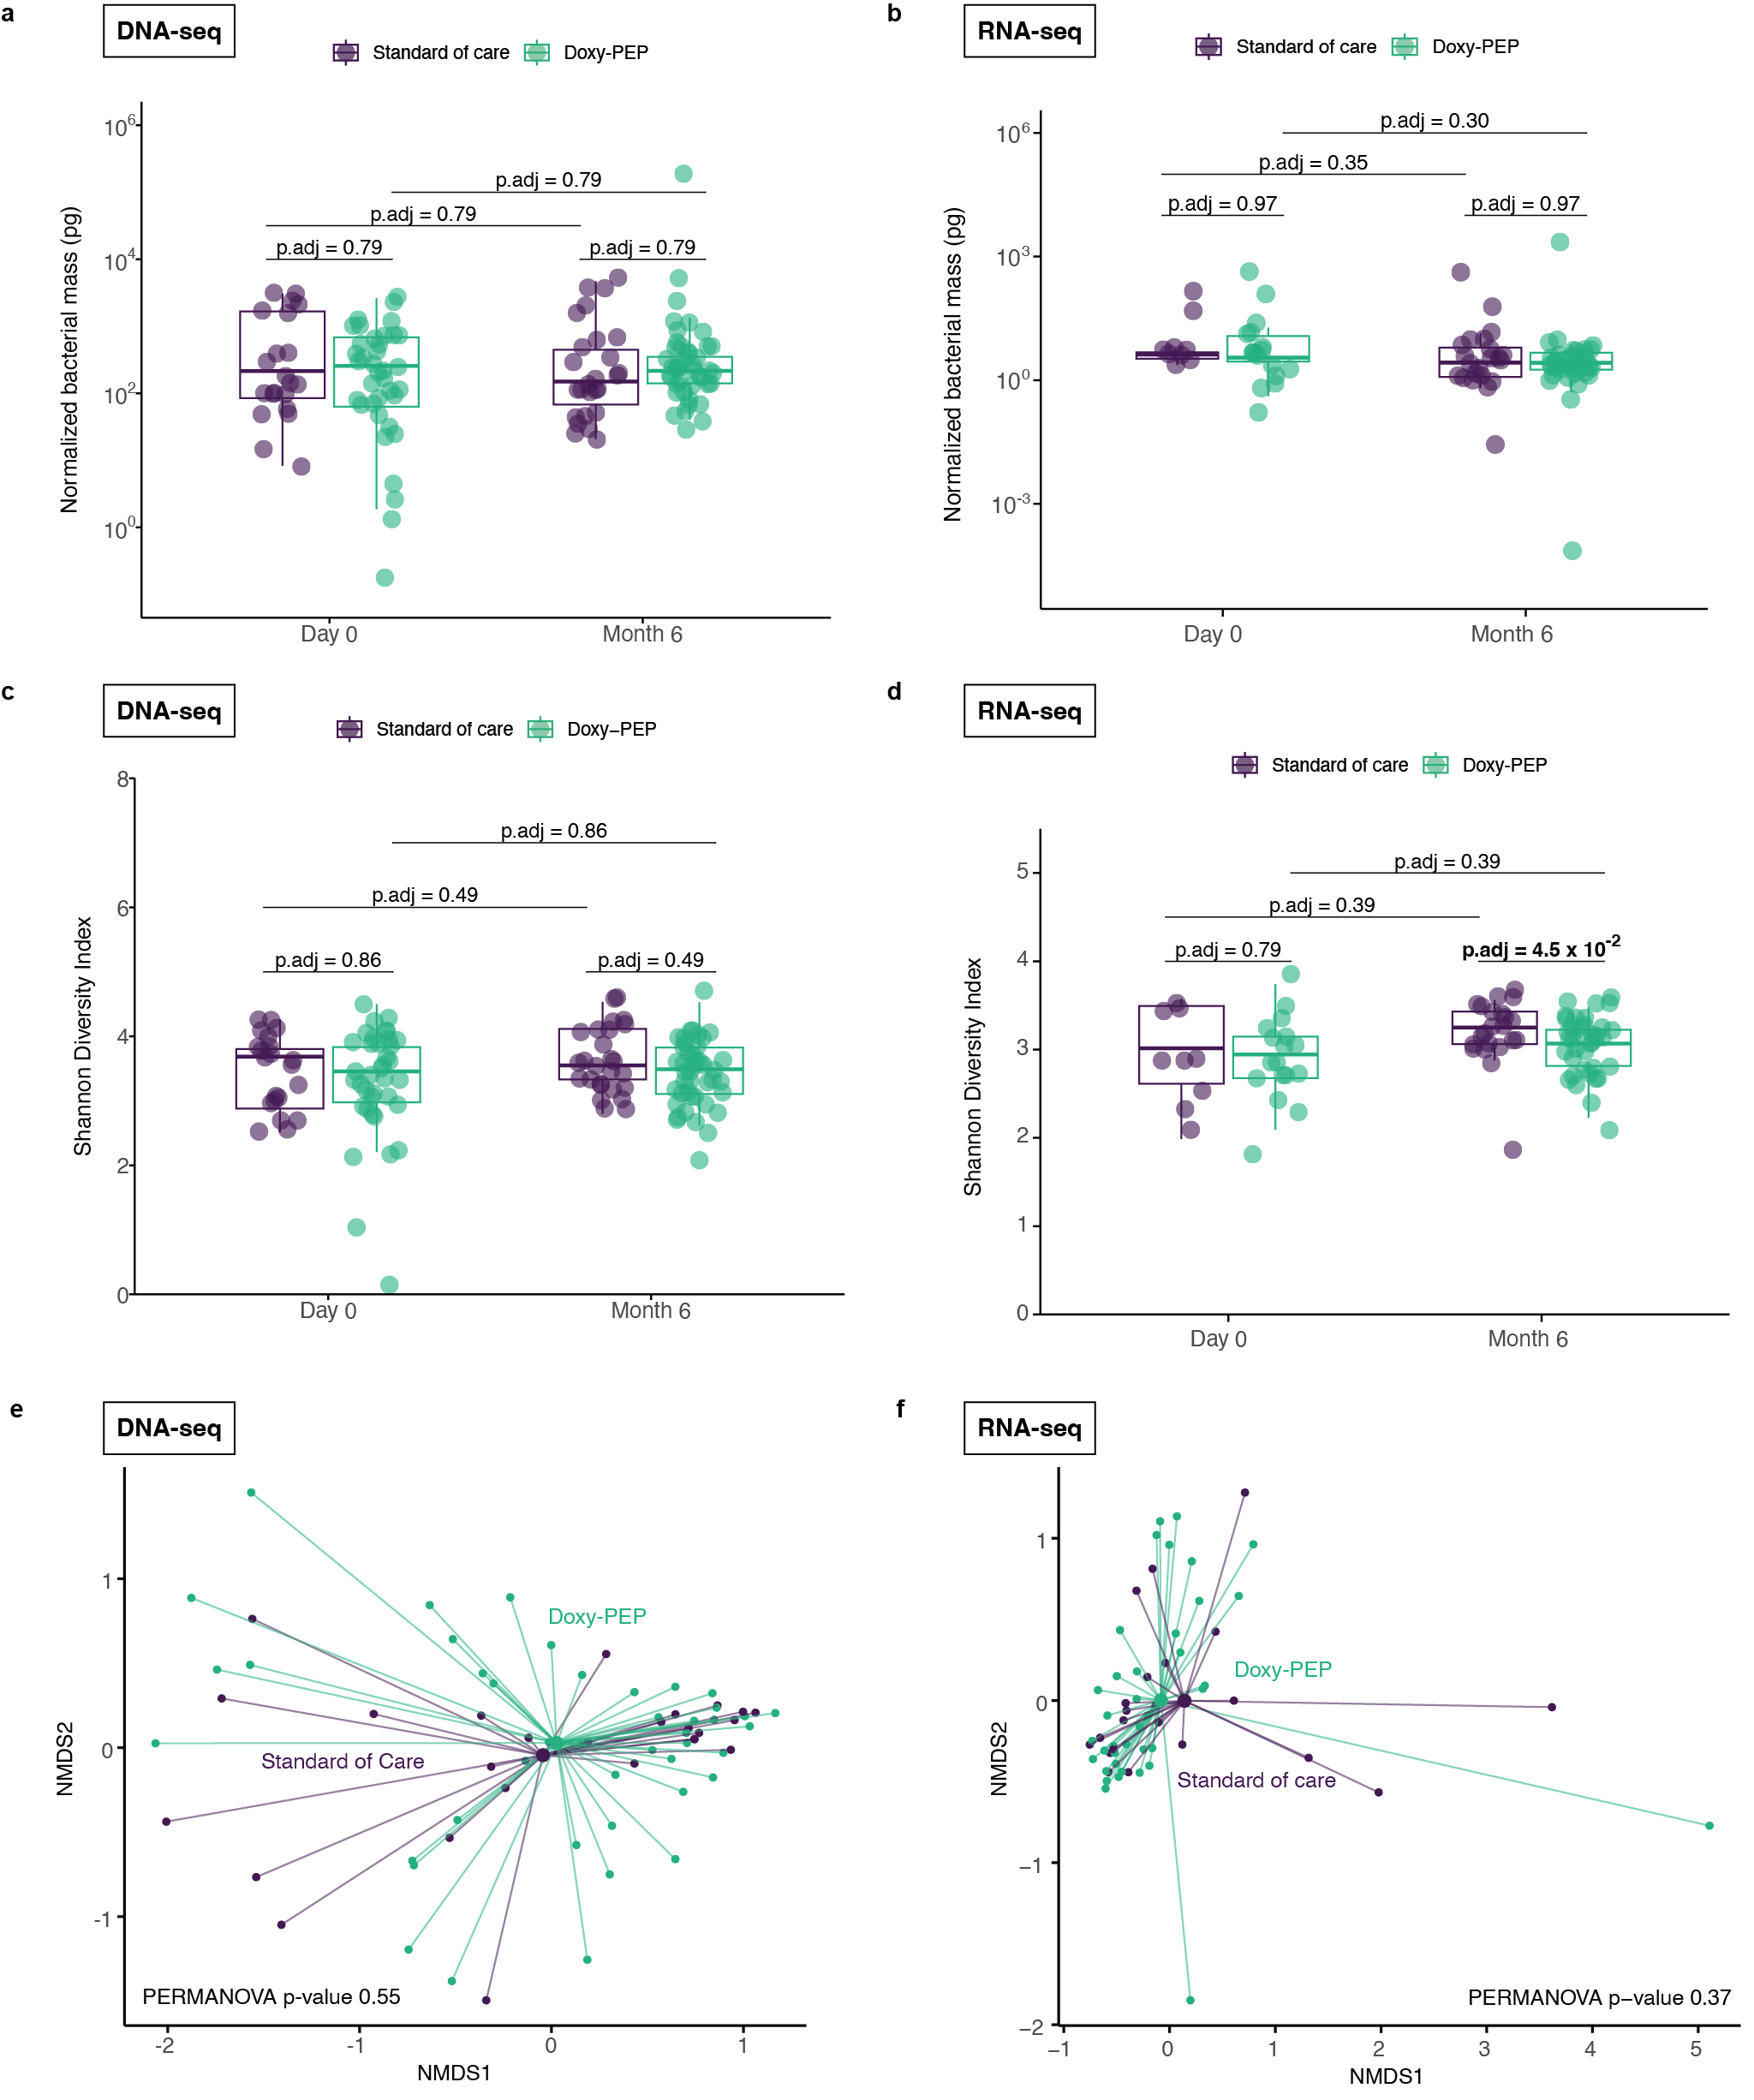 a
DNA-seq
Standard of care
Doxy-PEP
Normalized bacterial mass (pg)
10^6
10^4
10^2
10^0
p.adj = 0.79
p.adj = 0.79
p.adj = 0.79
p.adj = 0.79
Day 0
Month 6
b
RNA-seq
Standard of care
Doxy-PEP
Normalized bacterial mass (pg)
10^6
10^3
10^0
10^-3
p.adj = 0.30
p.adj = 0.35
p.adj = 0.97
p.adj = 0.97
Day 0
Month 6
c
DNA-seq
Standard of care
Doxy−PEP
Shannon Diversity Index
8
6
4
2
0
p.adj = 0.86
p.adj = 0.49
p.adj = 0.86
p.adj = 0.49
Day 0
Month 6
d
RNA-seq
Standard of care
Doxy-PEP
Shannon Diversity Index
5
4
3
2
1
0
p.adj = 0.39
p.adj = 0.39
p.adj = 0.79
p.adj = 4.5 x 10^-2
Day 0
Month 6
e
DNA-seq
NMDS2
1
0
-1
Doxy-PEP
Standard of Care
PERMANOVA p-value 0.55
-2
-1
0
1
NMDS1
f
RNA-seq
NMDS2
1
0
−1
−2
Doxy-PEP
Standard of care
PERMANOVA p−value 0.37
−1
0
1
2
3
4
5
NMDS1